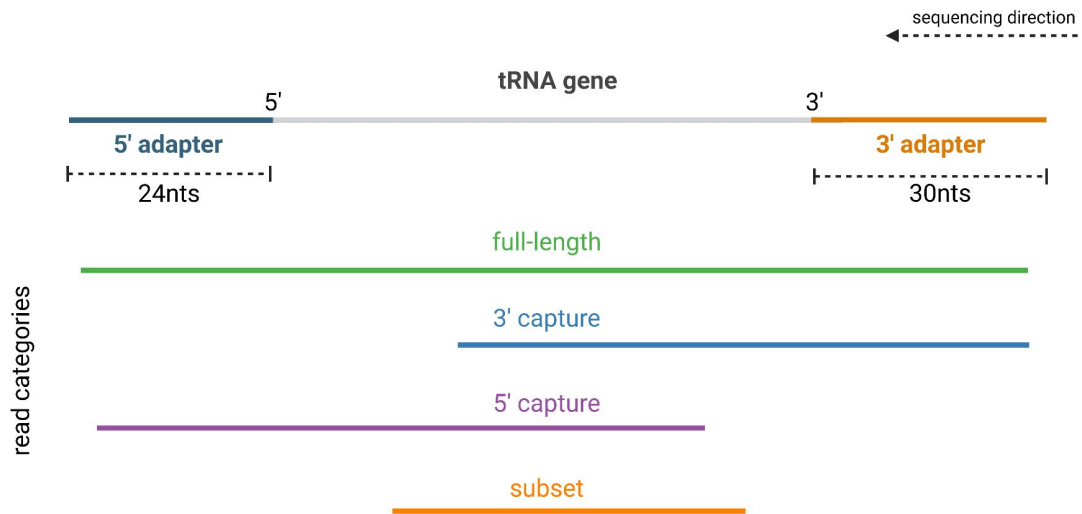 sequencing direction
tRNA gene
5' 3'
5' adapter 3' adapter
24nts 30nts
full-length
3' capture
5' capture
subset
read categories